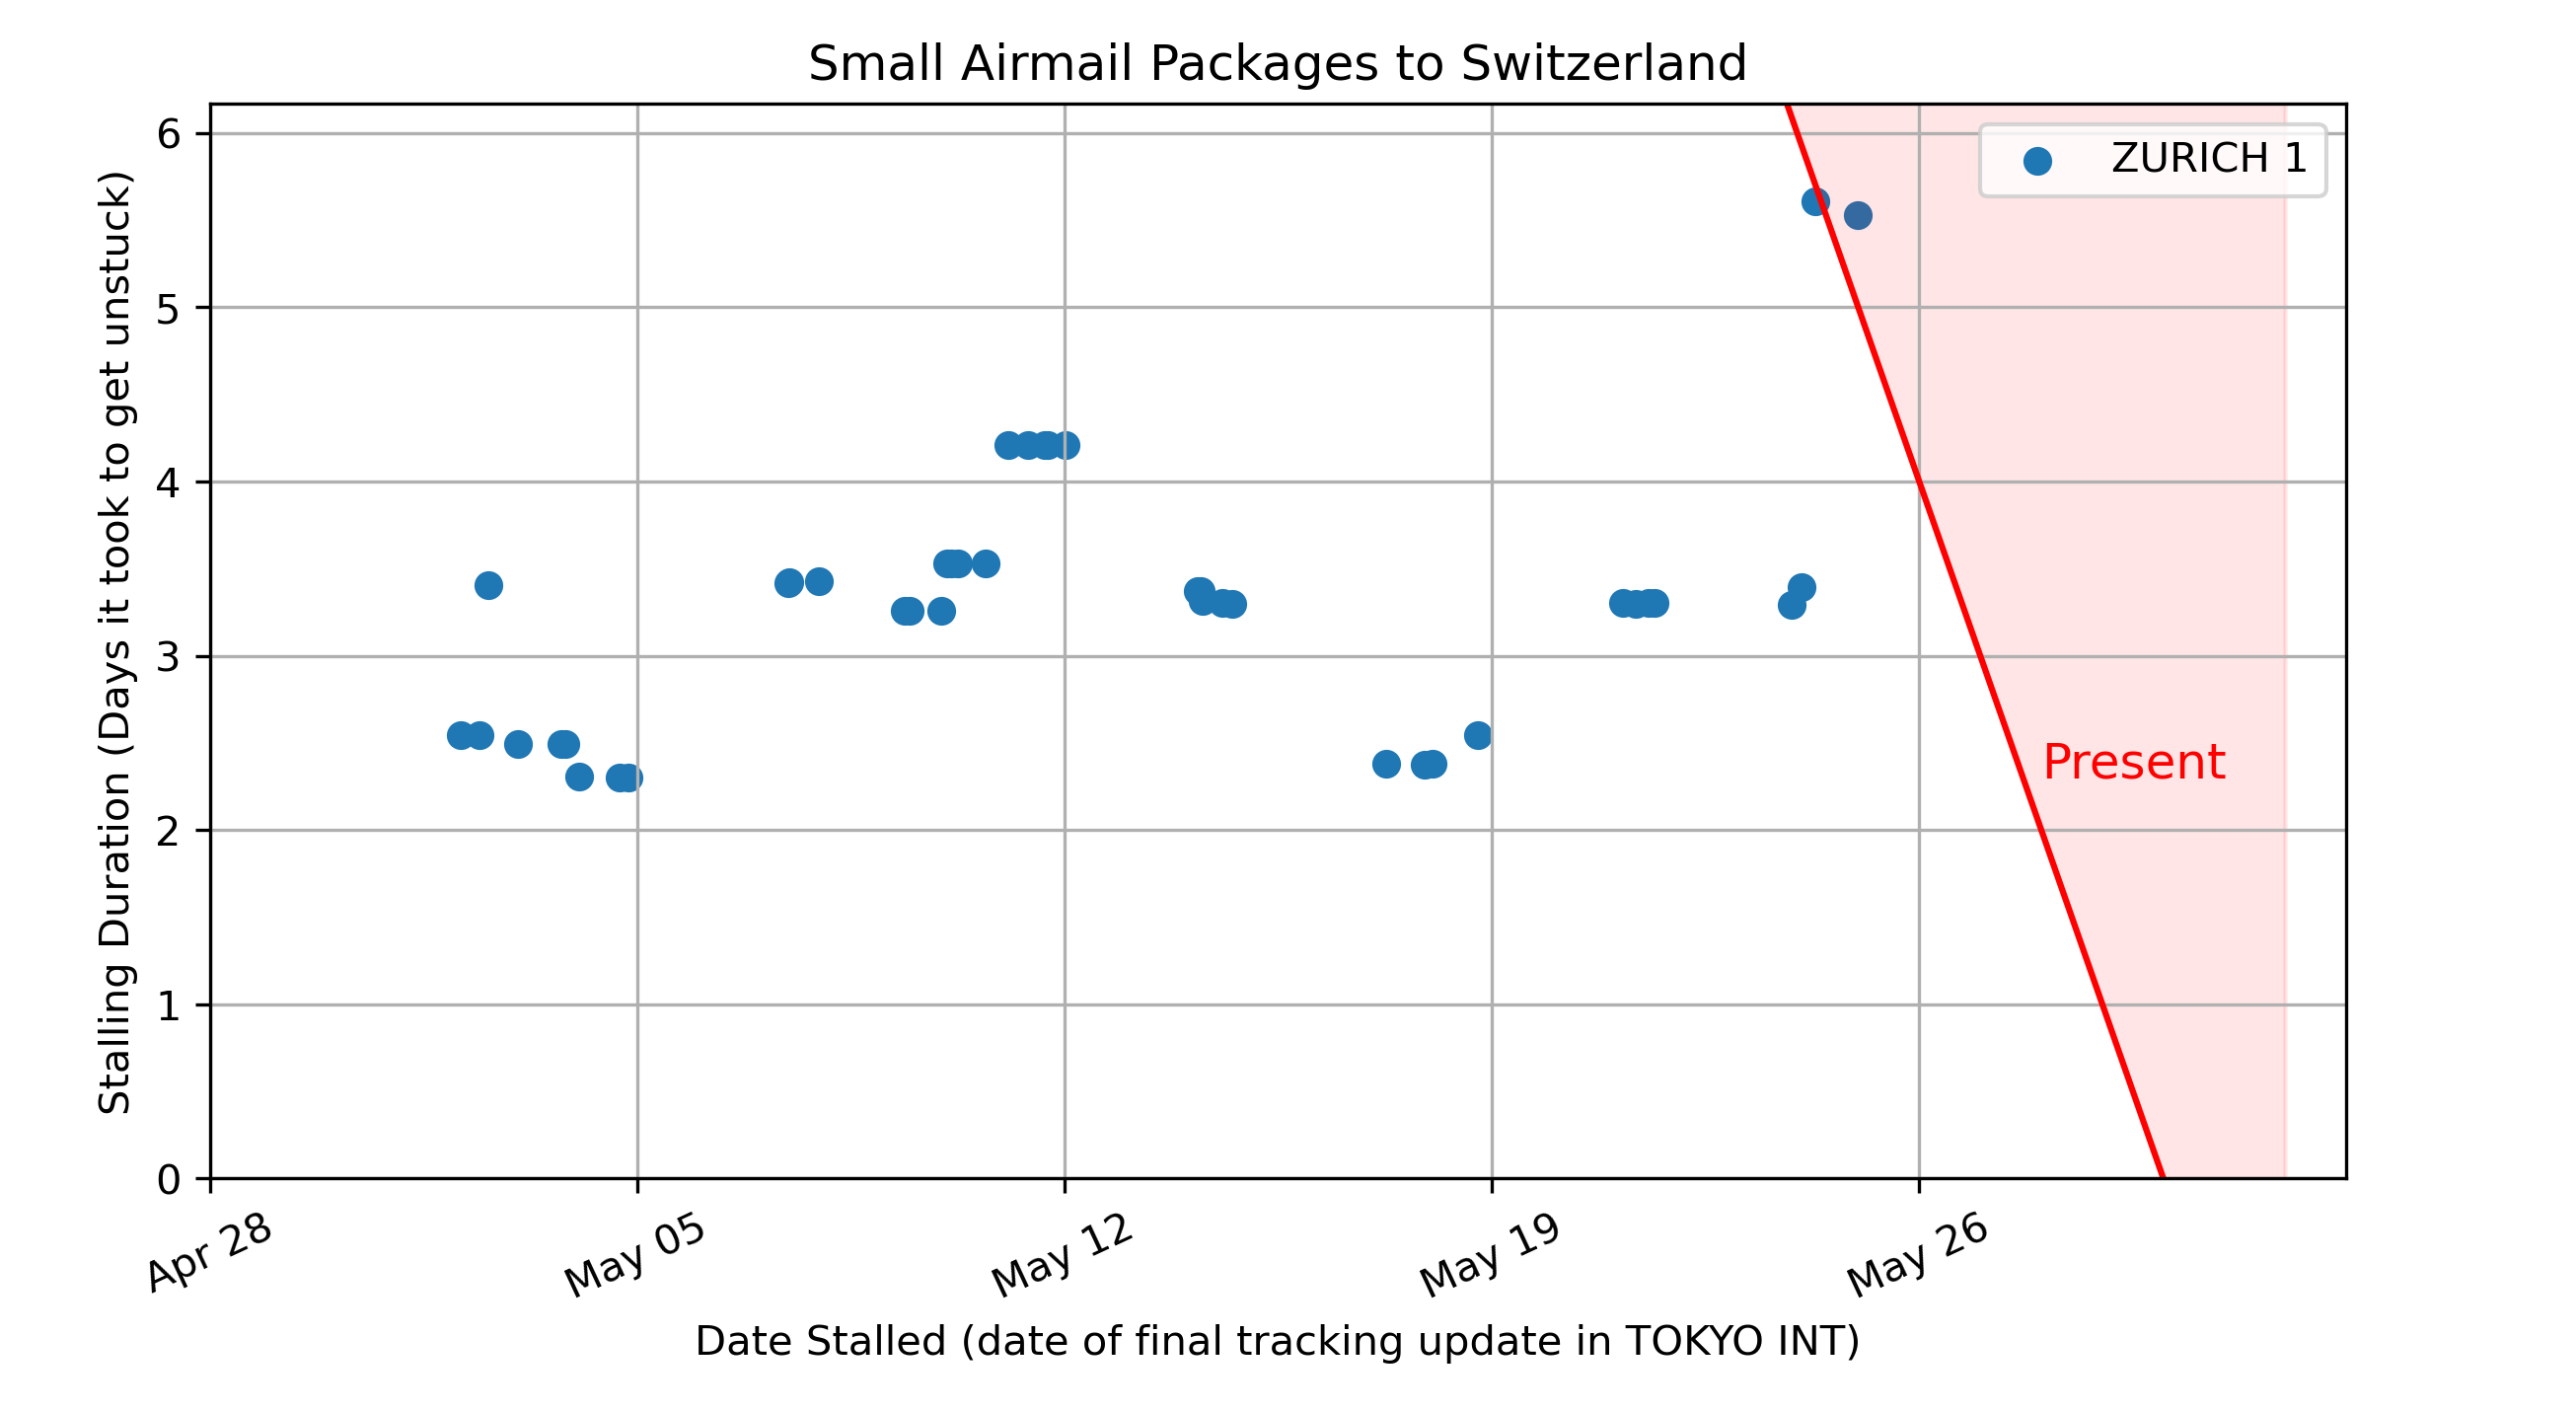 Small Airmail Packages to Switzerland
Stalling Duration (Days it took to get unstuck)
6
5
4
3
2
1
0
ZURICH 1
Present
Apr 28
May 05
May 12
May 19
May 26
Date Stalled (date of final tracking update in TOKYO INT)